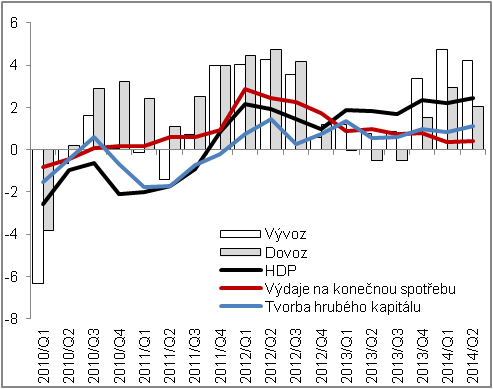 6
4
2
0
-2
-4
-6
-8
Vývoz
Dovoz
HDP
Výdaje na konečnou spotřebu
Tvorba hrubého kapitálu
2010/Q1
2010/Q2
2010/Q3
2010/Q4
2011/Q1
2011/Q2
2011/Q3
2011/Q4
2012/Q1
2012/Q2
2012/Q3
2012/Q4
2013/Q1
2013/Q2
2013/Q3
2013/Q4
2014/Q1
2014/Q2